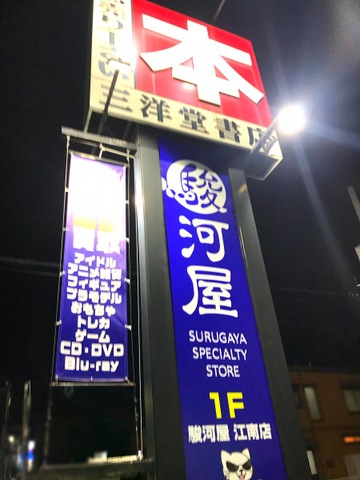 本
三洋堂書店
駿
河
屋
SURUGAYA
SPECIALTY
STORE
1F
駿河屋 江南店
買取
アイドル
アニメ雑貨
フィギュア
プラモデル
おもちゃ
トレカ
ゲーム
CD・DVD
Blu-ray